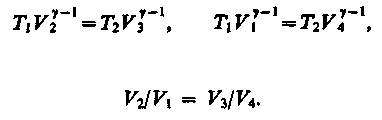 T₁V₂^{γ−1} = T₂V₃^{γ−1},  T₁V₁^{γ−1} = T₂V₄^{γ−1},
V₂/V₁ = V₃/V₄.